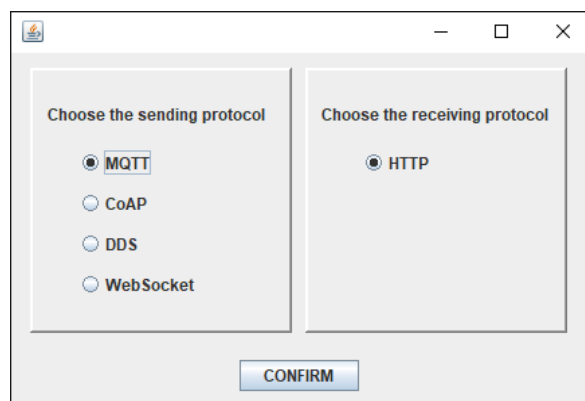 Choose the sending protocol
MQTT
CoAP
DDS
WebSocket
Choose the receiving protocol
HTTP
CONFIRM